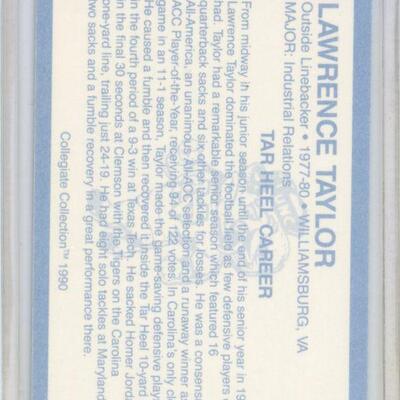 LAWRENCE TAYLOR
Outside Linebacker • 1977-80 • WILLIAMSBURG, VA
MAJOR: Industrial Relations
TAR HEEL CAREER
From midway in his junior season until the end of his senior year in 19
Lawrence Taylor dominated the football field as few defensive players
had. Taylor had a remarkable senior season which featured 16
quarterback sacks and six other tackles for losses. He was a consens
All-America, an unanimous All-ACC selection and a runaway winner as
ACC Player-of-the-Year, receiving 94 of 122 votes. In Carolina's only cl
game in an 11-1 season, Taylor made the game-saving defensive play
He caused a fumble and then recovered it inside the Tar Heel 10-yard
in the fourth period of a 9-3 win at Texas Tech. He sacked Homer Jorda
in the final 30 seconds at Clemson with the Tigers on the Carolina
one-yard line, trailing just 24-19. He had eight solo tackles at Maryland
two sacks and a fumble recovery in a great performance there.
Collegiate Collection™ 1990